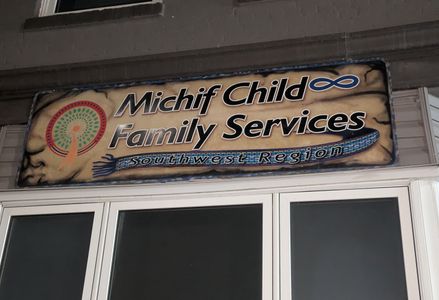 Michif Child
Family Services
Southwest Region